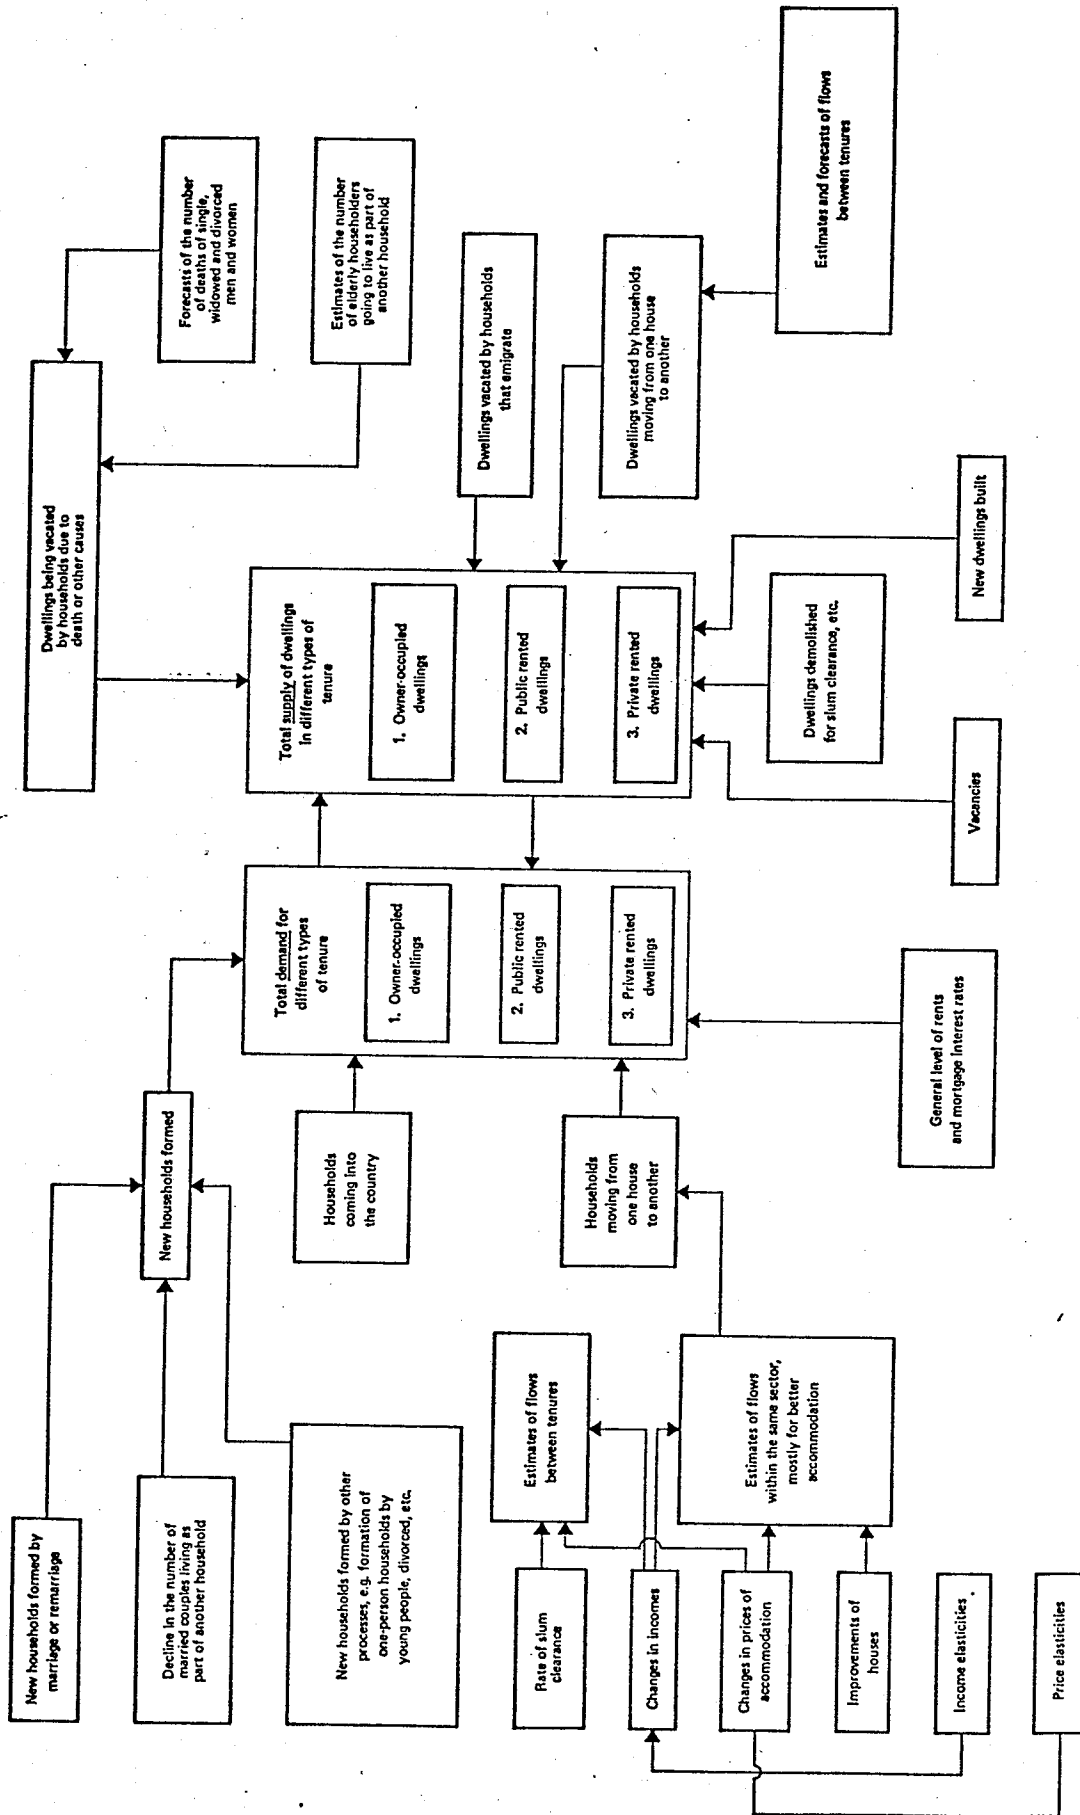 New households formed by
marriage or remarriage
Decline in the number of
married couples living as
part of another household
New households formed by other
processes, e.g. formation of
one-person households by
young people, divorced, etc.
Rate of slum
clearance
Changes in incomes
Changes in prices of
accommodation
Improvements of
houses
Income elasticities
Price elasticities
Estimates of flows
between tenures
Estimates of flows
within the same sector,
mostly for better
accommodation
New households formed
Households
coming into
the country
Households
moving from
one house
to another
General level of rents
and mortgage interest rates
Total demand for
different types
of tenure
1. Owner-occupied
dwellings
2. Public rented
dwellings
3. Private rented
dwellings
Total supply of dwellings
in different types of
tenure
1. Owner-occupied
dwellings
2. Public rented
dwellings
3. Private rented
dwellings
Vacancies
Dwellings demolished
for slum clearance, etc.
New dwellings built
Dwellings being vacated
by households due to
death or other causes
Forecasts of the number
of deaths of single,
widowed and divorced
men and women
Estimates of the number
of elderly householders
going to live as part of
another household
Dwellings vacated by households
that emigrate
Dwellings vacated by households
moving from one house
to another
Estimates and forecasts of flows
between tenures